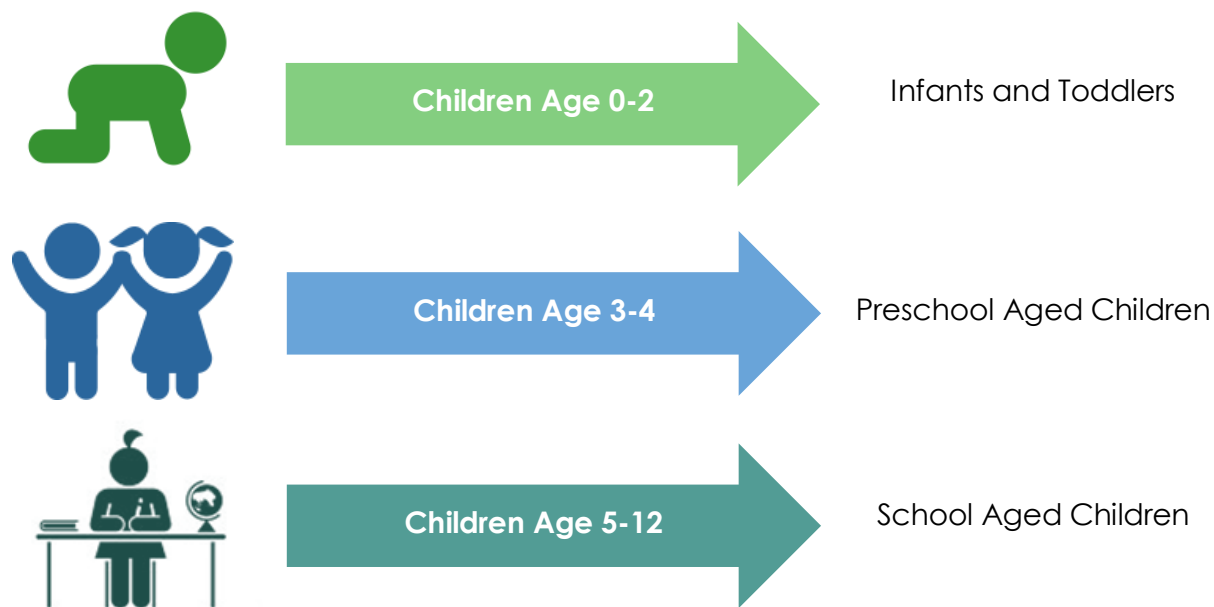 Children Age 0-2
Infants and Toddlers
Children Age 3-4
Preschool Aged Children
Children Age 5-12
School Aged Children